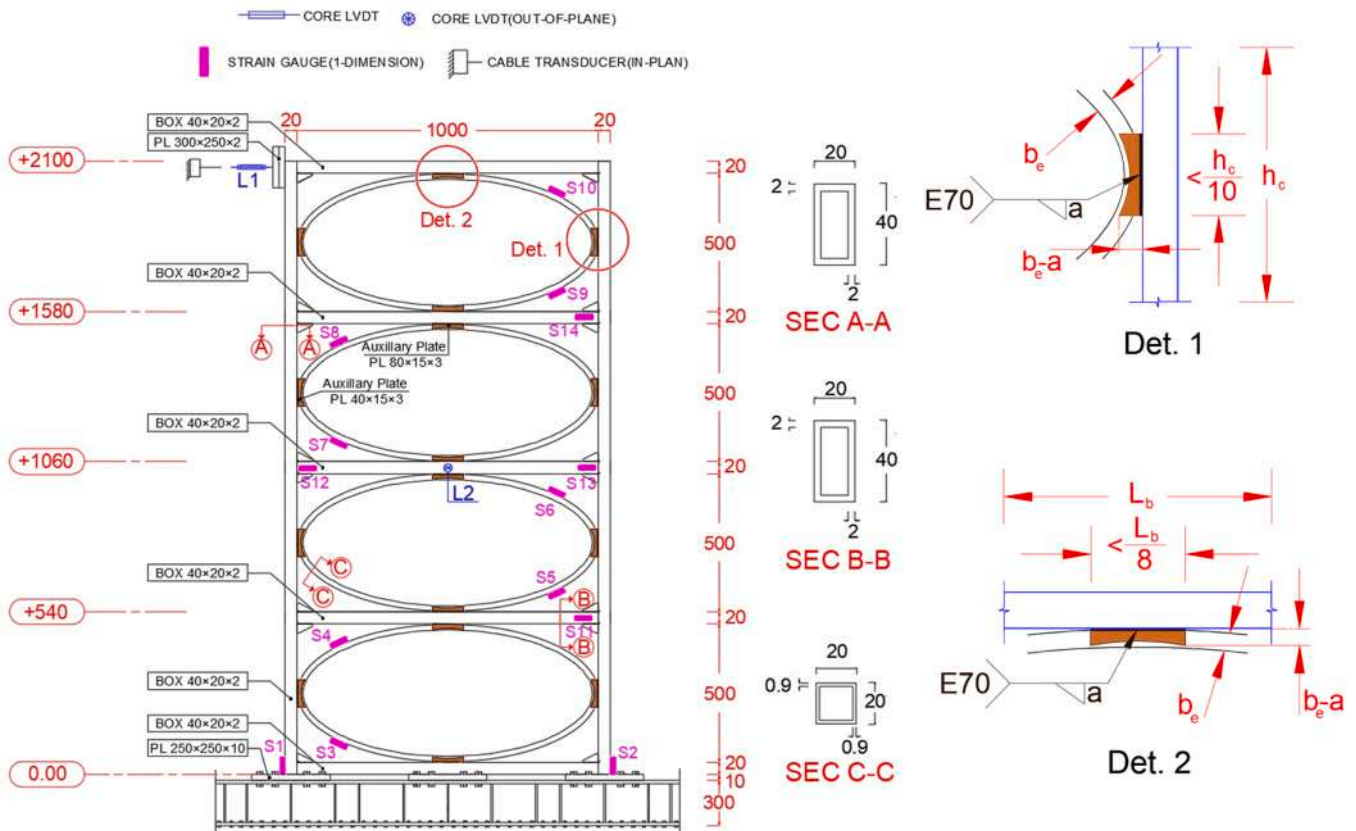 CORE LVDT
CORE LVDT(OUT-OF-PLANE)
STRAIN GAUGE(1-DIMENSION)
CABLE TRANSDUCER(IN-PLAN)
20
1000
20
BOX 40×20×2
PL 300×250×2
+2100
L1
S10
Det. 2
Det. 1
20
500
BOX 40×20×2
S9
+1580
S8
S14
20
A
A
Auxillary Plate
PL 80×15×3
Auxillary Plate
PL 40×15×3
500
BOX 40×20×2
S7
+1060
S12
S13
20
L2
S6
C
C
500
BOX 40×20×2
S5
B
+540
S4
S11
20
B
BOX 40×20×2
500
BOX 40×20×2
PL 250×250×10
S1
S3
S2
0.00
20
10
300
20
2
40
2
SEC A-A
20
2
40
2
SEC B-B
20
0.9
20
0.9
SEC C-C
be
E70
a
be-a
< hc
10
hc
Det. 1
Lb
< Lb
8
E70
a
be
be-a
Det. 2